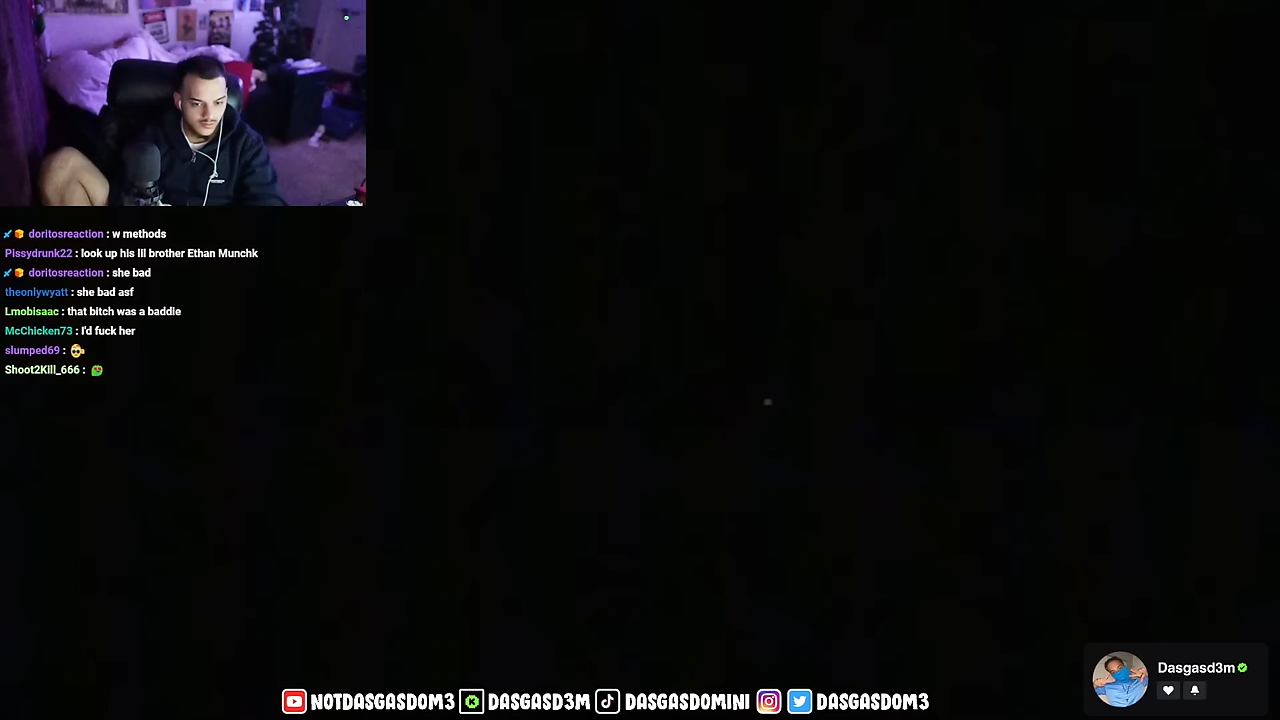 doritosreaction : w methods
Pissydrunk22 : look up his lil brother Ethan Munchk
doritosreaction : she bad
theonlywyatt : she bad asf
Lmobisaac : that bitch was a baddie
McChicken73 : I'd fuck her
slumped69 :
Shoot2Kill_666 :
Dasgasd3m
NOTDASGASDOM3 DASGASD3M DASGASDOMINI DASGASDOM3